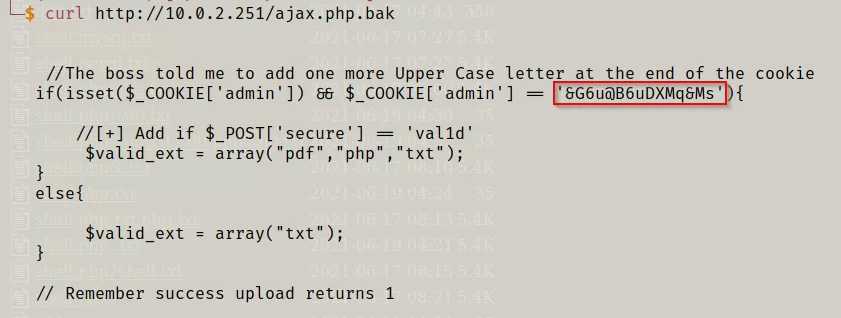 $ curl http://10.0.2.251/ajax.php.bak
//The boss told me to add one more Upper Case letter at the end of the cookie
if(isset($_COOKIE['admin']) && $_COOKIE['admin'] == '&G6u@B6uDXMq&Ms'){
//[+] Add if $_POST['secure'] == 'val1d'
$valid_ext = array("pdf","php","txt");
}
else{
$valid_ext = array("txt");
}
// Remember success upload returns 1